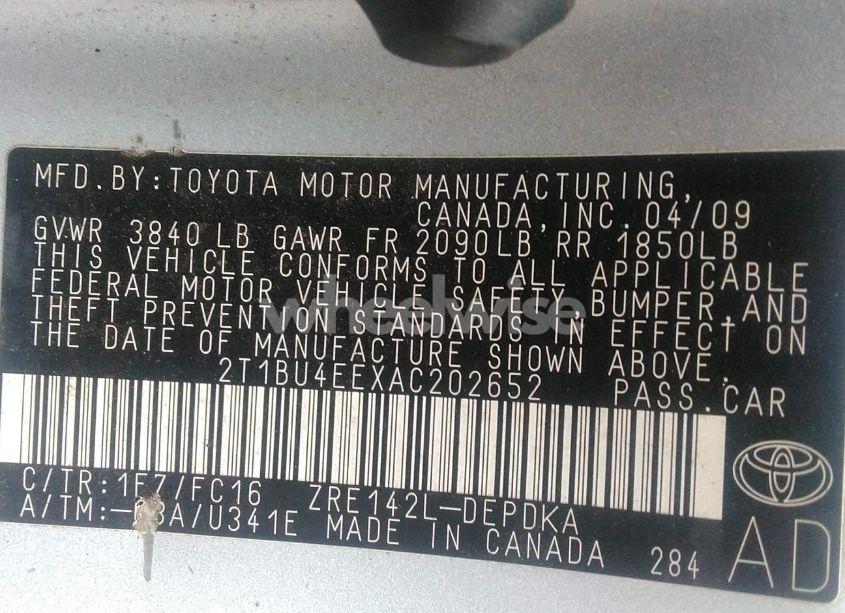 MFD.BY:TOYOTA MOTOR MANUFACTURING,
CANADA, INC. 04/09
GVWR 3840 LB GAWR FR 2090LB RR 1850LB
THIS VEHICLE CONFORMS TO ALL APPLICABLE
FEDERAL MOTOR VEHICLE SAFETY,BUMPER,AND
THEFT PREVENTION STANDARDS IN EFFECT ON
THE DATE OF MANUFACTURE SHOWN ABOVE.
wheelwise
2T1BU4EEXAC202652 PASS.CAR
C/TR:1F7/FC16 ZRE142L-DEPDKA
A/TM: /U341E MADE IN CANADA 284 AD